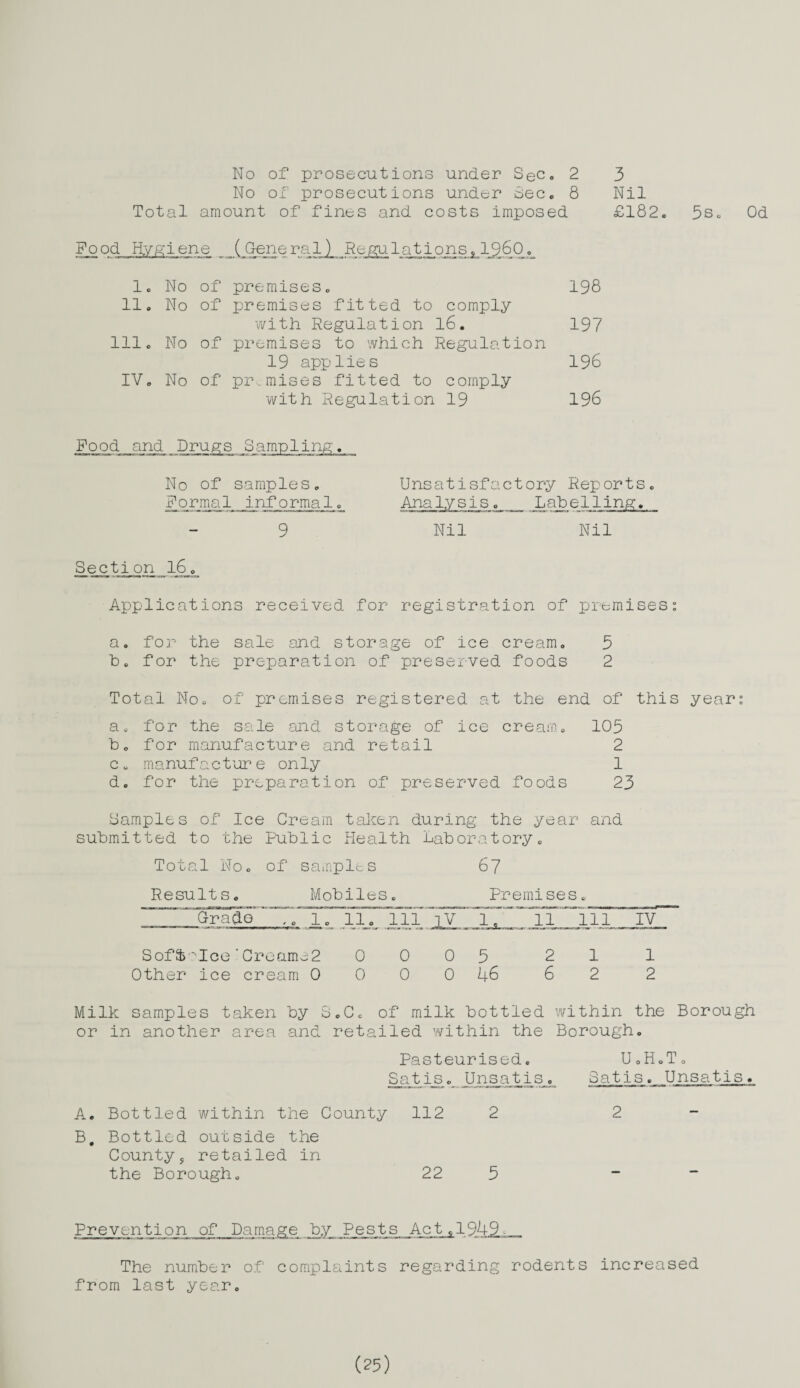 No of prosecutions under Sec. 2 3
No of prosecutions under Sec. 8 Nil
Total amount of fines and costs imposed £182. 5s. 0d
Food Hygiene (General) Regulations, 1960.
1. No of premises. 198
11. No of premises fitted to comply
with Regulation 16. 197
111. No of premises to which Regulation
19 applies 196
IV. No of premises fitted to comply
with Regulation 19 196
Food and Drugs Sampling.
No of samples. Unsatisfactory Reports.
Formal informal. Analysis. Labelling.
- 9 Nil Nil
Section 16.
Applications received for registration of premises:
a. for the sale and storage of ice cream. 5
b. for the preparation of preserved foods 2
Total No. of premises registered at the end of this year:
a. for the sale and storage of ice cream. 105
b. for manufacture and retail 2
c. manufacture only 1
d. for the preparation of preserved foods 23
Samples of Ice Cream taken during the year and
submitted to the Public Health Laboratory.
Total No. of samples 67
Results. Mobiles. Premises.
Grade .. 1. 11. 111 iV 1. 11 111 IV
Soft Ice Creams 2 0 0 0 5 2 1 1
Other ice cream 0 0 0 0 46 6 2 2
Milk samples taken by S.C. of milk bottled within the Borough
or in another area and retailed within the Borough.
Pasteurised. U.H.T.
Satis. Unsatis. Satis. Unsatis.
A. Bottled within the County 112 2 2 -
B. Bottled outside the
County, retailed in
the Borough. 22 5 - -
Prevention of Damage by Pests Act, 1949.
The number of complaints regarding rodents increased
from last year.
(25)